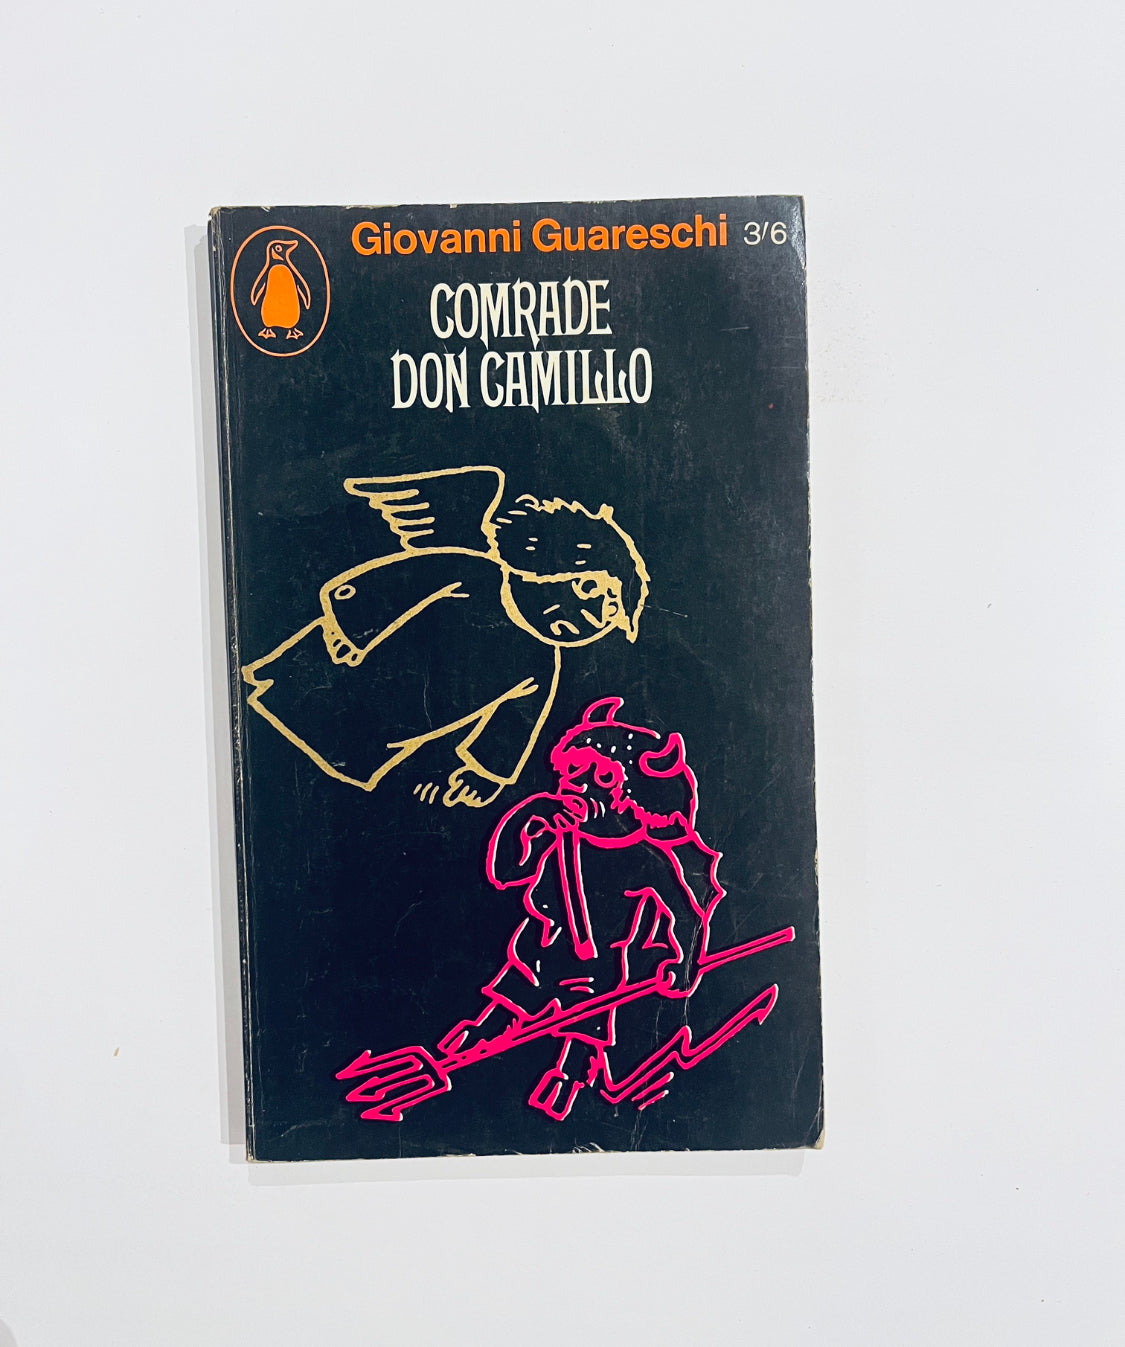 Giovanni Guareschi 3/6
COMRADE
DON CAMILLO